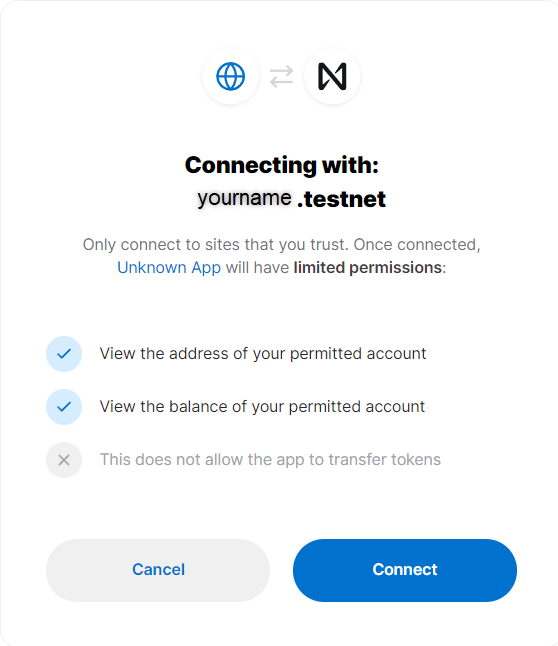 Connecting with:
yourname .testnet
Only connect to sites that you trust. Once connected,
Unknown App will have limited permissions:
View the address of your permitted account
View the balance of your permitted account
This does not allow the app to transfer tokens
Cancel
Connect